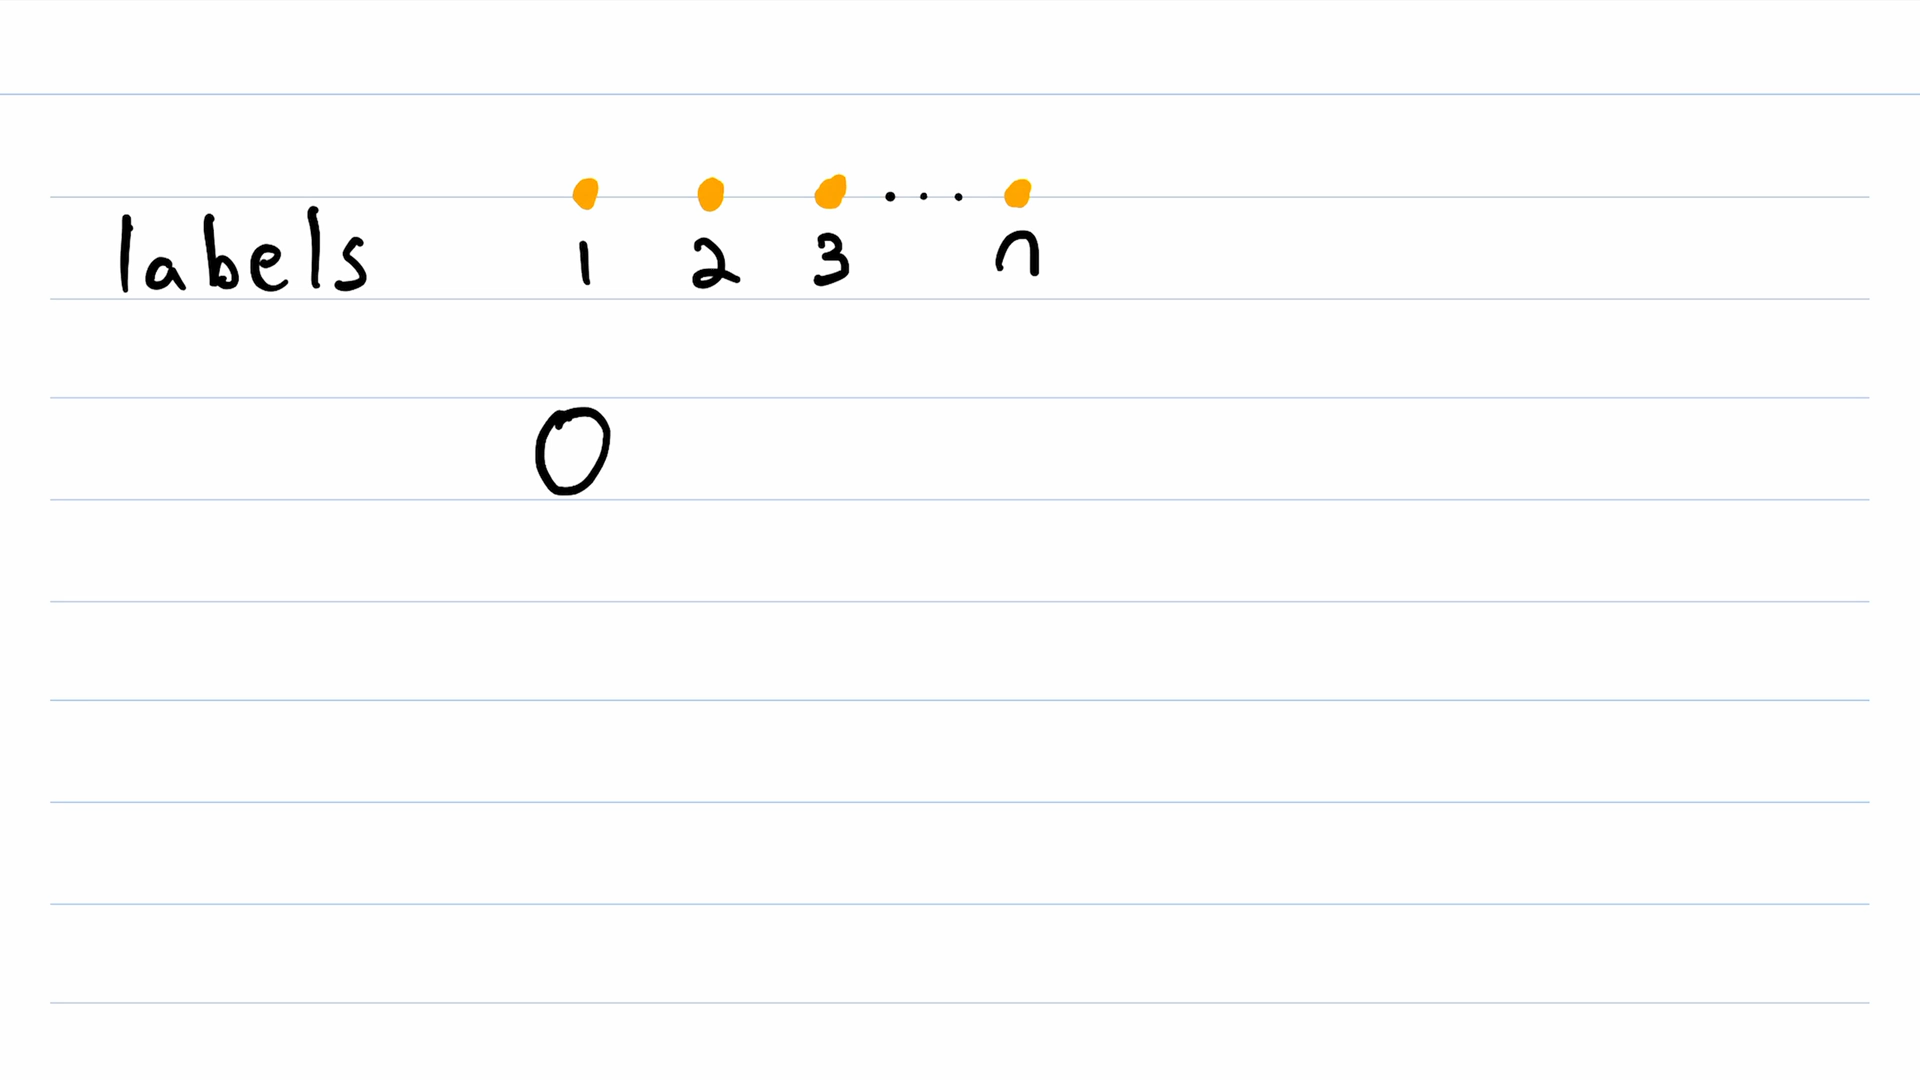 • • • ... •
labels 1 2 3 n
0